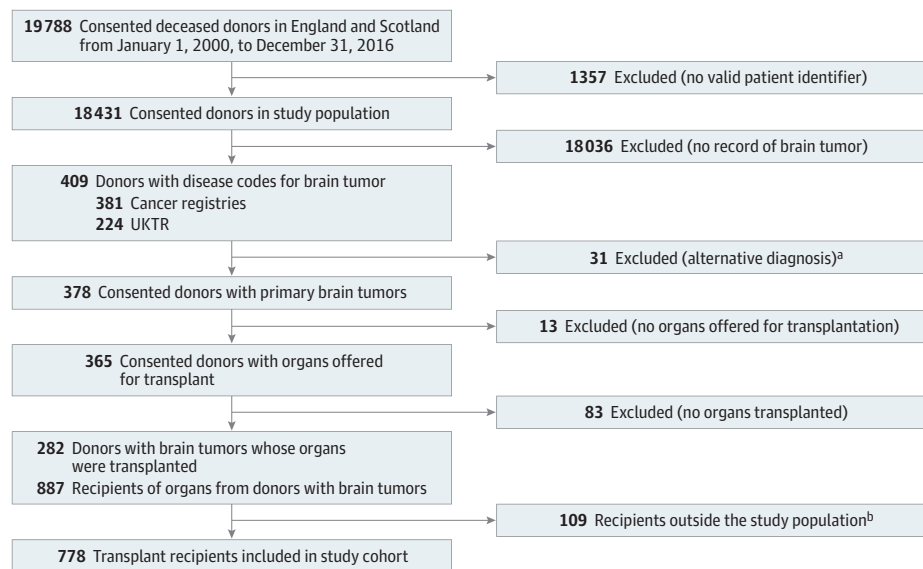 19788 Consented deceased donors in England and Scotland
from January 1, 2000, to December 31, 2016
1357 Excluded (no valid patient identifier)
18431 Consented donors in study population
18036 Excluded (no record of brain tumor)
409 Donors with disease codes for brain tumor
381 Cancer registries
224 UKTR
31 Excluded (alternative diagnosis)a
378 Consented donors with primary brain tumors
13 Excluded (no organs offered for transplantation)
365 Consented donors with organs offered
for transplant
83 Excluded (no organs transplanted)
282 Donors with brain tumors whose organs
were transplanted
887 Recipients of organs from donors with brain tumors
109 Recipients outside the study populationb
778 Transplant recipients included in study cohort